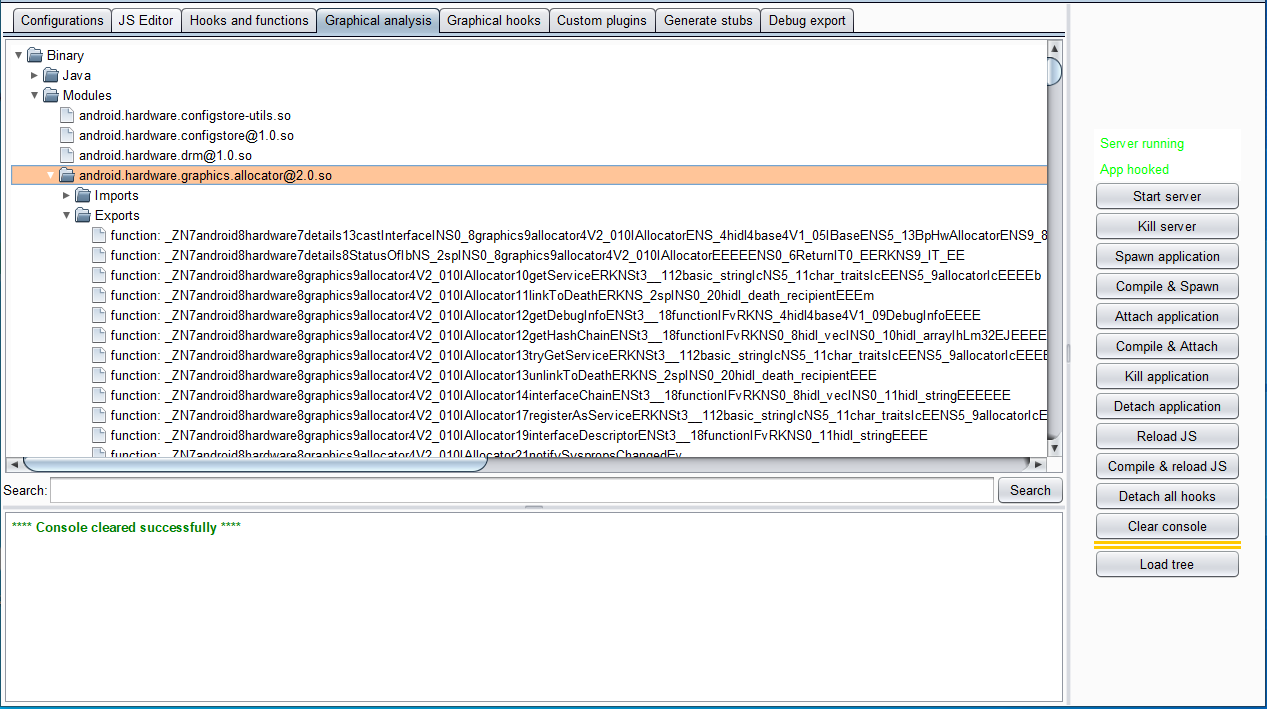 Configurations JS Editor Hooks and functions Graphical analysis Graphical hooks Custom plugins Generate stubs Debug export
Binary
Java
Modules
android.hardware.configstore-utils.so
android.hardware.configstore@1.0.so
android.hardware.drm@1.0.so
android.hardware.graphics.allocator@2.0.so
Imports
Exports
function: _ZN7android8hardware7details13castInterfaceINS0_8graphics9allocator4V2_010IAllocatorENS_4hidl4base4V1_05IBaseENS5_13BpHwAllocatorENS9_8
function: _ZN7android8hardware7details8StatusOfIbNS_2spINS0_8graphics9allocator4V2_010IAllocatorEEEEENS0_6ReturnIT0_EERKNS9_IT_EE
function: _ZN7android8hardware8graphics9allocator4V2_010IAllocator10getServiceERKNSt3__112basic_stringIcNS5_11char_traitsIcEENS5_9allocatorIcEEEEb
function: _ZN7android8hardware8graphics9allocator4V2_010IAllocator11linkToDeathERKNS_2spINS0_20hidl_death_recipientEEEm
function: _ZN7android8hardware8graphics9allocator4V2_010IAllocator12getDebugInfoENSt3__18functionIFvRKNS_4hidl4base4V1_09DebugInfoEEEE
function: _ZN7android8hardware8graphics9allocator4V2_010IAllocator12getHashChainENSt3__18functionIFvRKNS0_8hidl_vecINS0_10hidl_arrayIhLm32EJEEEE
function: _ZN7android8hardware8graphics9allocator4V2_010IAllocator13tryGetServiceERKNSt3__112basic_stringIcNS5_11char_traitsIcEENS5_9allocatorIcEEE
function: _ZN7android8hardware8graphics9allocator4V2_010IAllocator13unlinkToDeathERKNS_2spINS0_20hidl_death_recipientEEE
function: _ZN7android8hardware8graphics9allocator4V2_010IAllocator14interfaceChainENSt3__18functionIFvRKNS0_8hidl_vecINS0_11hidl_stringEEEEEE
function: _ZN7android8hardware8graphics9allocator4V2_010IAllocator17registerAsServiceERKNSt3__112basic_stringIcNS5_11char_traitsIcEENS5_9allocatorIcE
function: _ZN7android8hardware8graphics9allocator4V2_010IAllocator19interfaceDescriptorENSt3__18functionIFvRKNS0_11hidl_stringEEEE
function: _ZN7android8hardware8graphics9allocator4V2_010IAllocator21notifySyspropsChangedEv
Search: Search
**** Console cleared successfully ****
Server running
App hooked
Start server
Kill server
Spawn application
Compile & Spawn
Attach application
Compile & Attach
Kill application
Detach application
Reload JS
Compile & reload JS
Detach all hooks
Clear console
Load tree